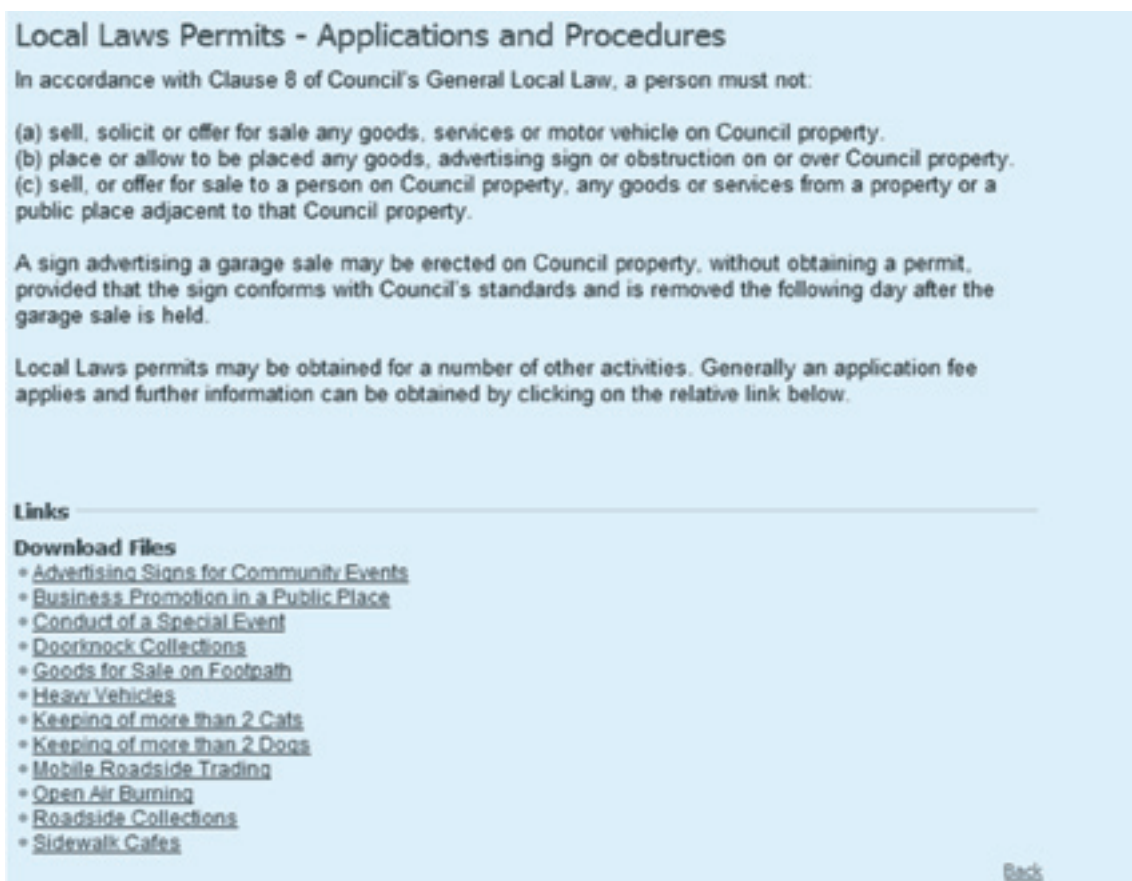 Local Laws Permits - Applications and Procedures
In accordance with Clause 8 of Council's General Local Law, a person must not:
(a) sell, solicit or offer for sale any goods, services or motor vehicle on Council property.
(b) place or allow to be placed any goods, advertising sign or obstruction on or over Council property.
(c) sell, or offer for sale to a person on Council property, any goods or services from a property or a
public place adjacent to that Council property.
A sign advertising a garage sale may be erected on Council property, without obtaining a permit,
provided that the sign conforms with Council's standards and is removed the following day after the
garage sale is held.
Local Laws permits may be obtained for a number of other activities. Generally an application fee
applies and further information can be obtained by clicking on the relative link below.
Links
Download Files
• Advertising Signs for Community Events
• Business Promotion in a Public Place
• Conduct of a Special Event
• Doorknock Collections
• Goods for Sale on Footpath
• Heavy Vehicles
• Keeping of more than 2 Cats
• Keeping of more than 2 Dogs
• Mobile Roadside Trading
• Open Air Burning
• Roadside Collections
• Sidewalk Cafes
Back